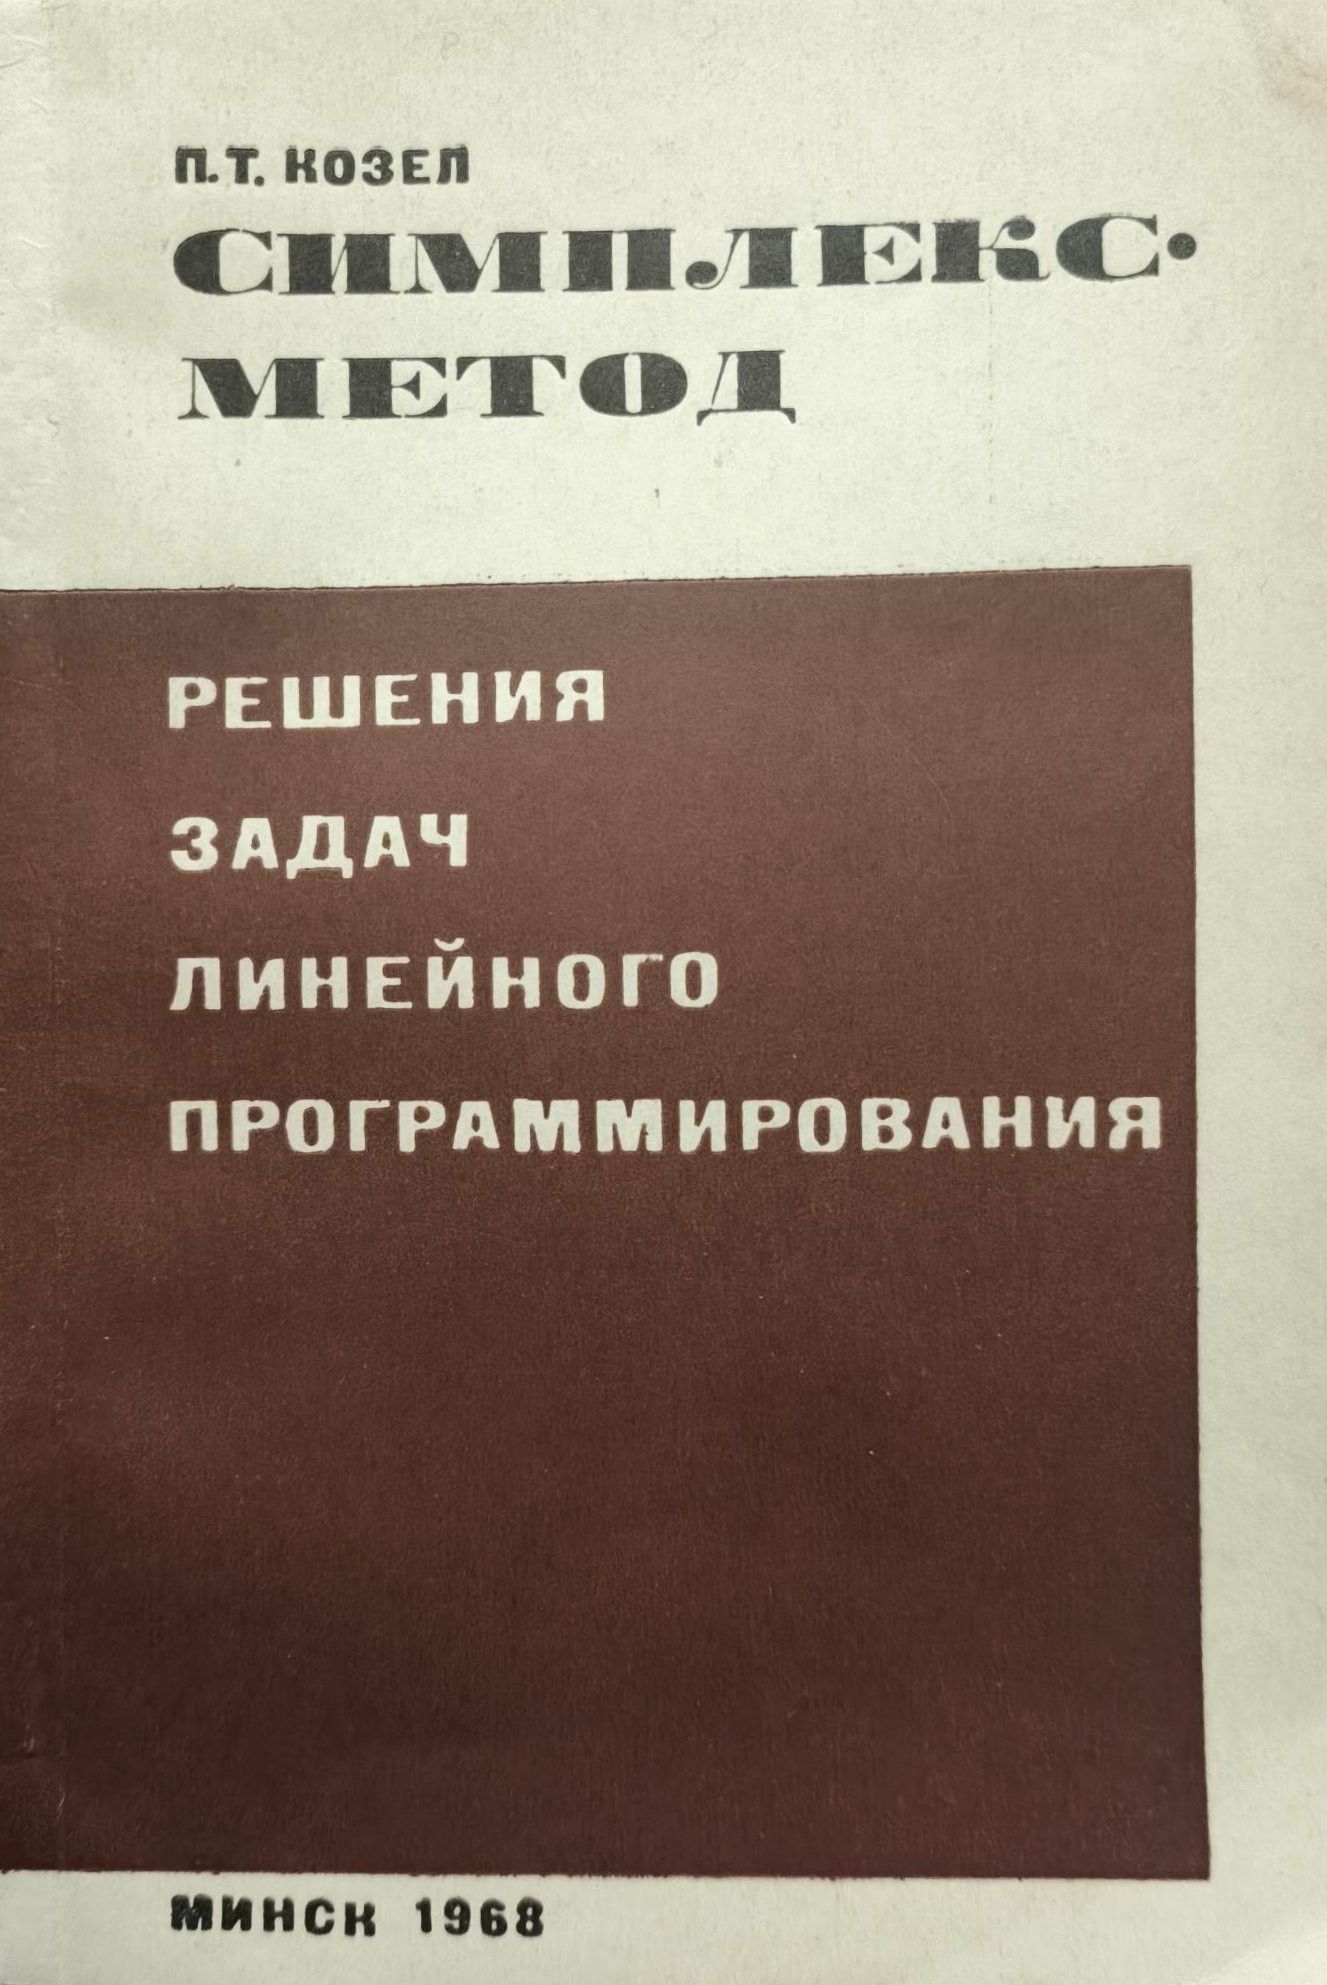 П.Т. КОЗЕЛ
СИМПЛЕКС·
МЕТОД
РЕШЕНИЯ
ЗАДАЧ
ЛИНЕЙНОГО
ПРОГРАММИРОВАНИЯ
МИНСК 1968